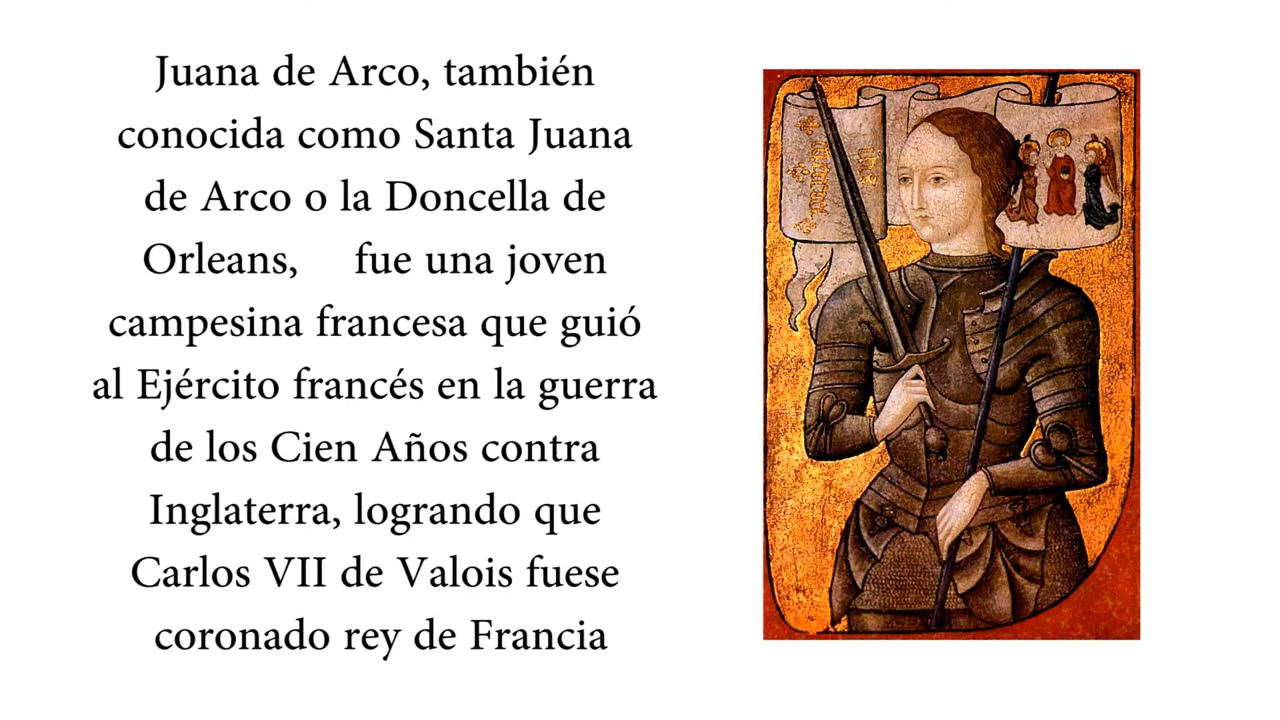 Juana de Arco, también
conocida como Santa Juana
de Arco o la Doncella de
Orleans, fue una joven
campesina francesa que guió
al Ejército francés en la guerra
de los Cien Años contra
Inglaterra, logrando que
Carlos VII de Valois fuese
coronado rey de Francia